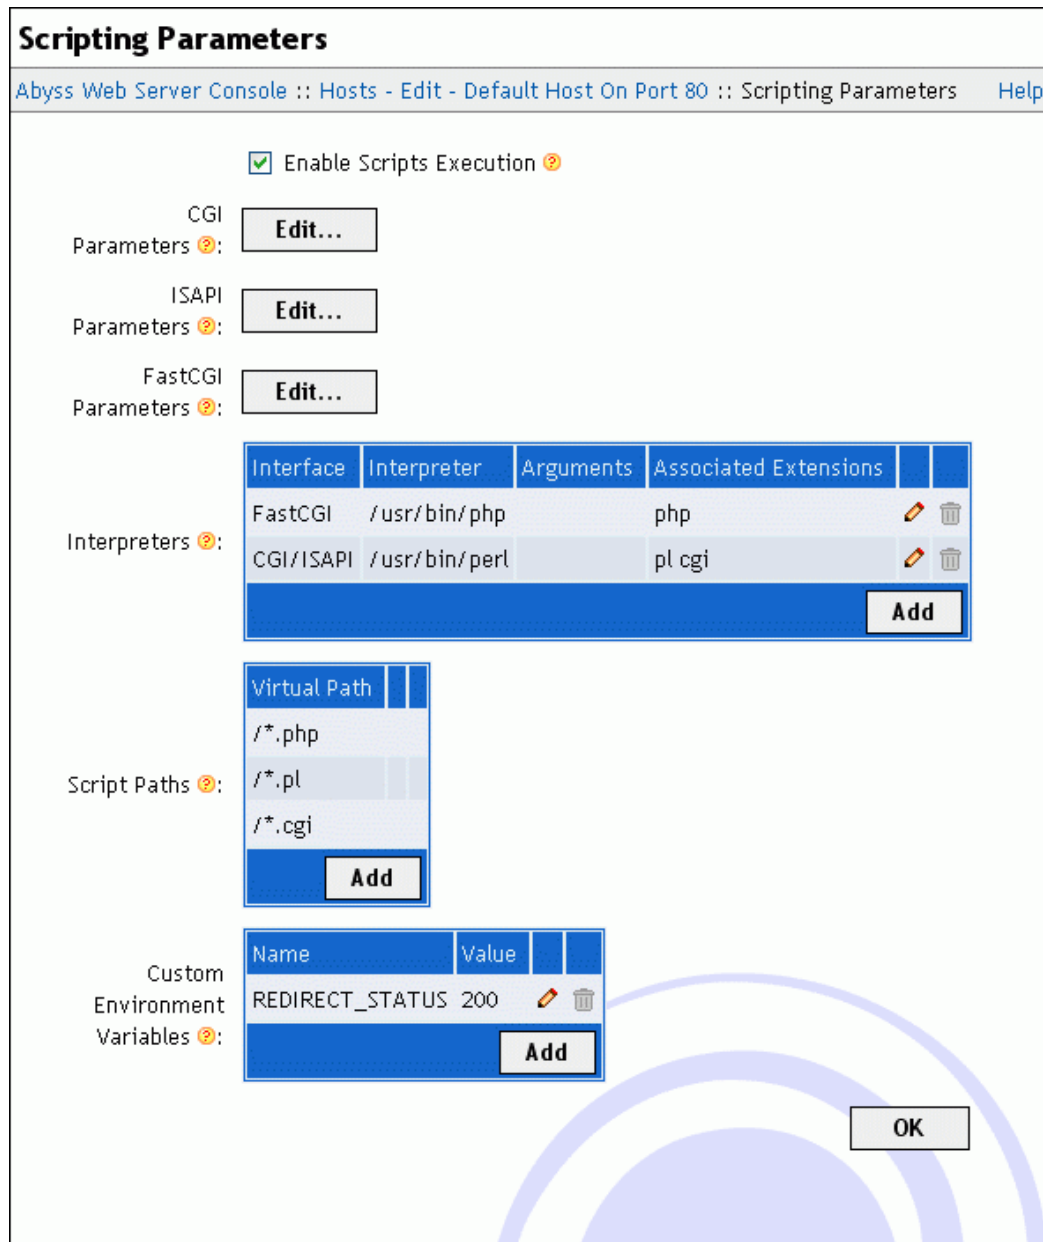 Scripting Parameters
Abyss Web Server Console :: Hosts - Edit - Default Host On Port 80 :: Scripting Parameters Help
Enable Scripts Execution ?
CGI
Parameters ?: Edit...
ISAPI
Parameters ?: Edit...
FastCGI
Parameters ?: Edit...
Interpreters ?:
Interface Interpreter Arguments Associated Extensions
FastCGI /usr/bin/php php
CGI/ISAPI /usr/bin/perl pl cgi
Add
Script Paths ?:
Virtual Path
/*.php
/*.pl
/*.cgi
Add
Custom
Environment
Variables ?:
Name Value
REDIRECT_STATUS 200
Add
OK